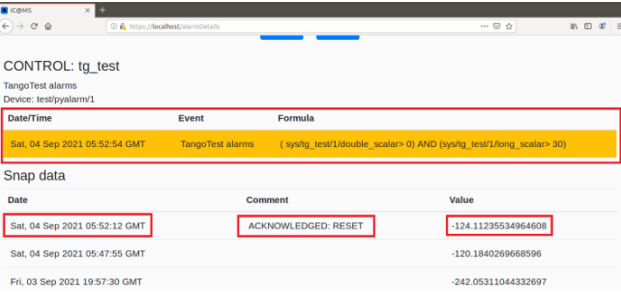 IC@MS
https://localhost/alarmDetails
CONTROL: tg_test
TangoTest alarms
Device: test/pyalarm/1
Date/Time Event Formula
Sat, 04 Sep 2021 05:52:54 GMT TangoTest alarms ( sys/tg_test/1/double_scalar> 0) AND (sys/tg_test/1/long_scalar> 30)
Snap data
Date Comment Value
Sat, 04 Sep 2021 05:52:12 GMT ACKNOWLEDGED: RESET -124.11235534964608
Sat, 04 Sep 2021 05:47:55 GMT -120.1840269668596
Fri, 03 Sep 2021 19:57:30 GMT -242.05311044332697